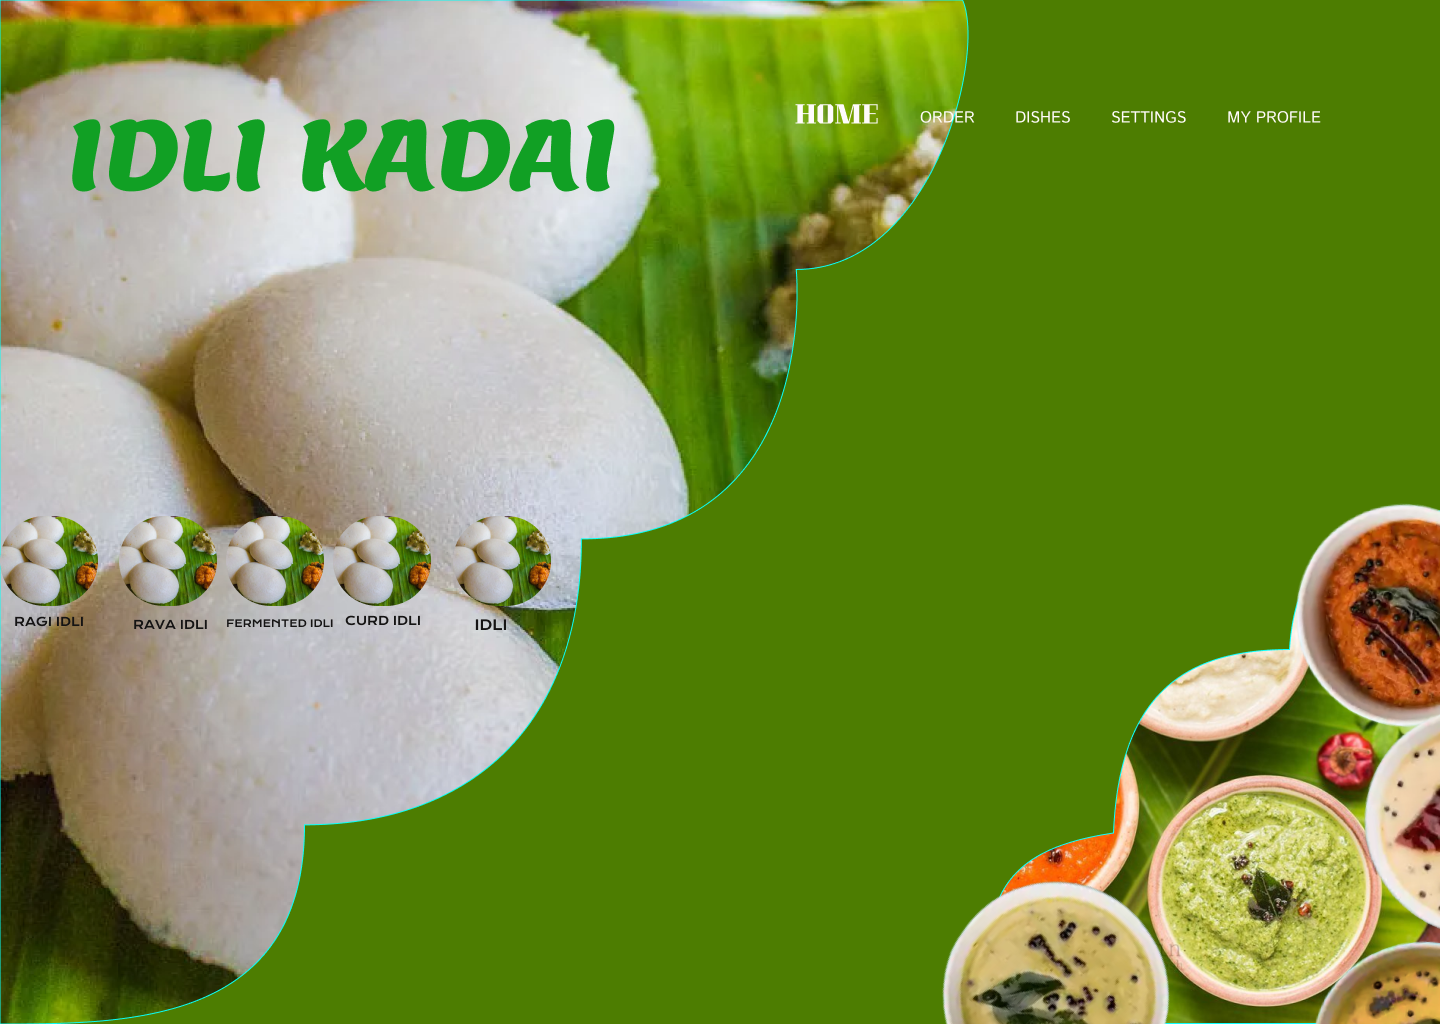 IDLI KADAI
HOME ORDER DISHES SETTINGS MY PROFILE
RAGI IDLI
RAVA IDLI
FERMENTED IDLI
CURD IDLI
IDLI